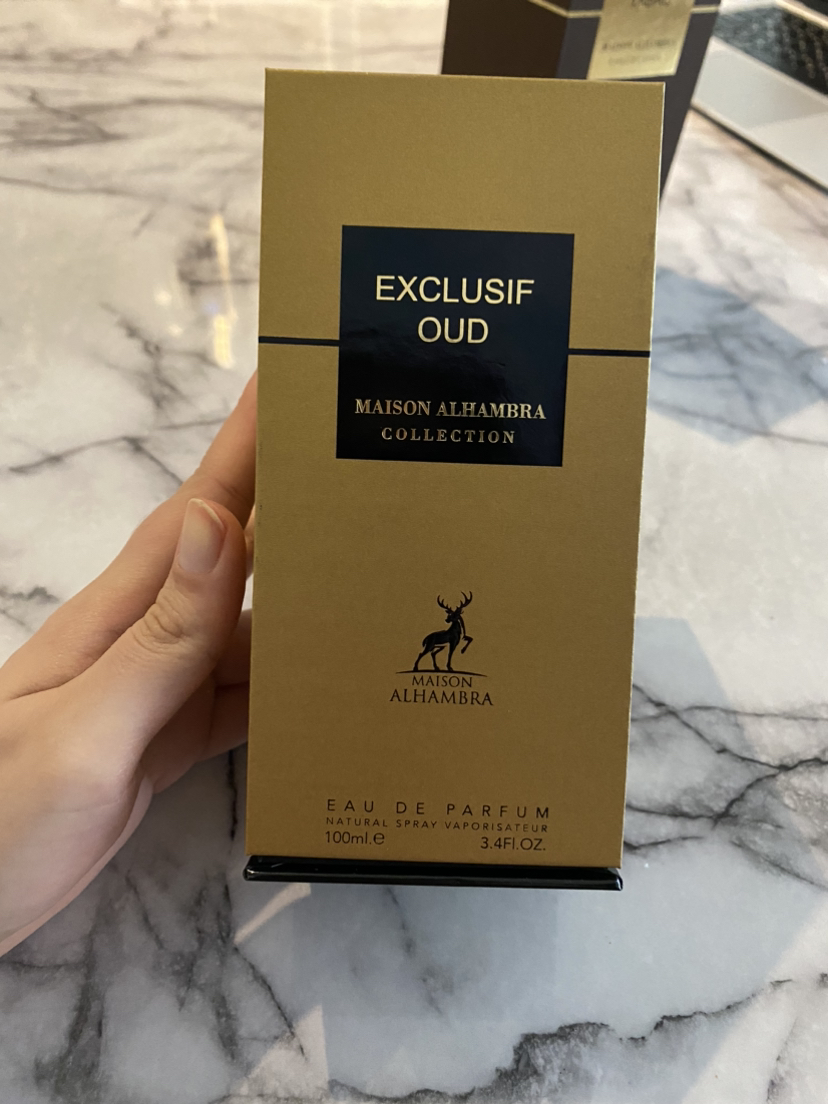 EXCLUSIF
OUD
MAISON ALHAMBRA
COLLECTION
MAISON
ALHAMBRA
EAU DE PARFUM
NATURAL SPRAY VAPORISATEUR
100ml.e
3.4Fl.OZ.